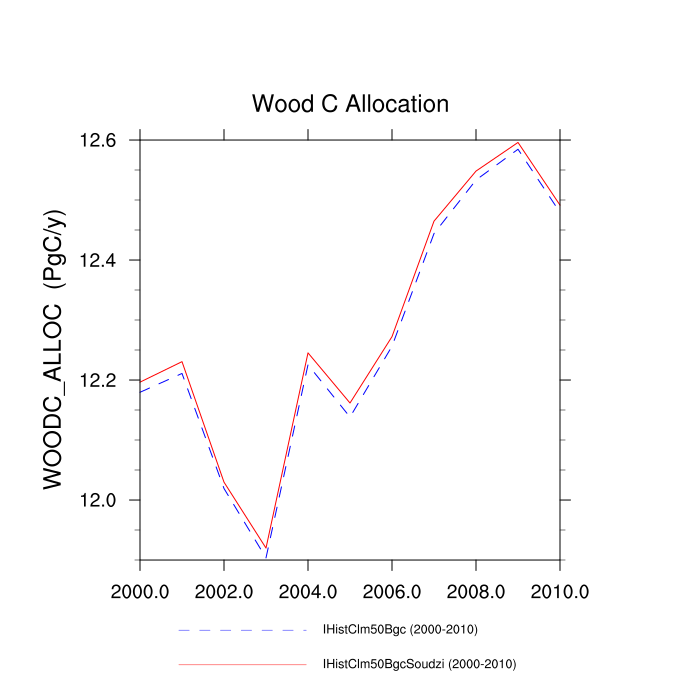 Wood C Allocation
WOODC_ALLOC (PgC/y)
12.6
12.4
12.2
12.0
2000.0 2002.0 2004.0 2006.0 2008.0 2010.0
IHistClm50Bgc (2000-2010)
IHistClm50BgcSoudzi (2000-2010)